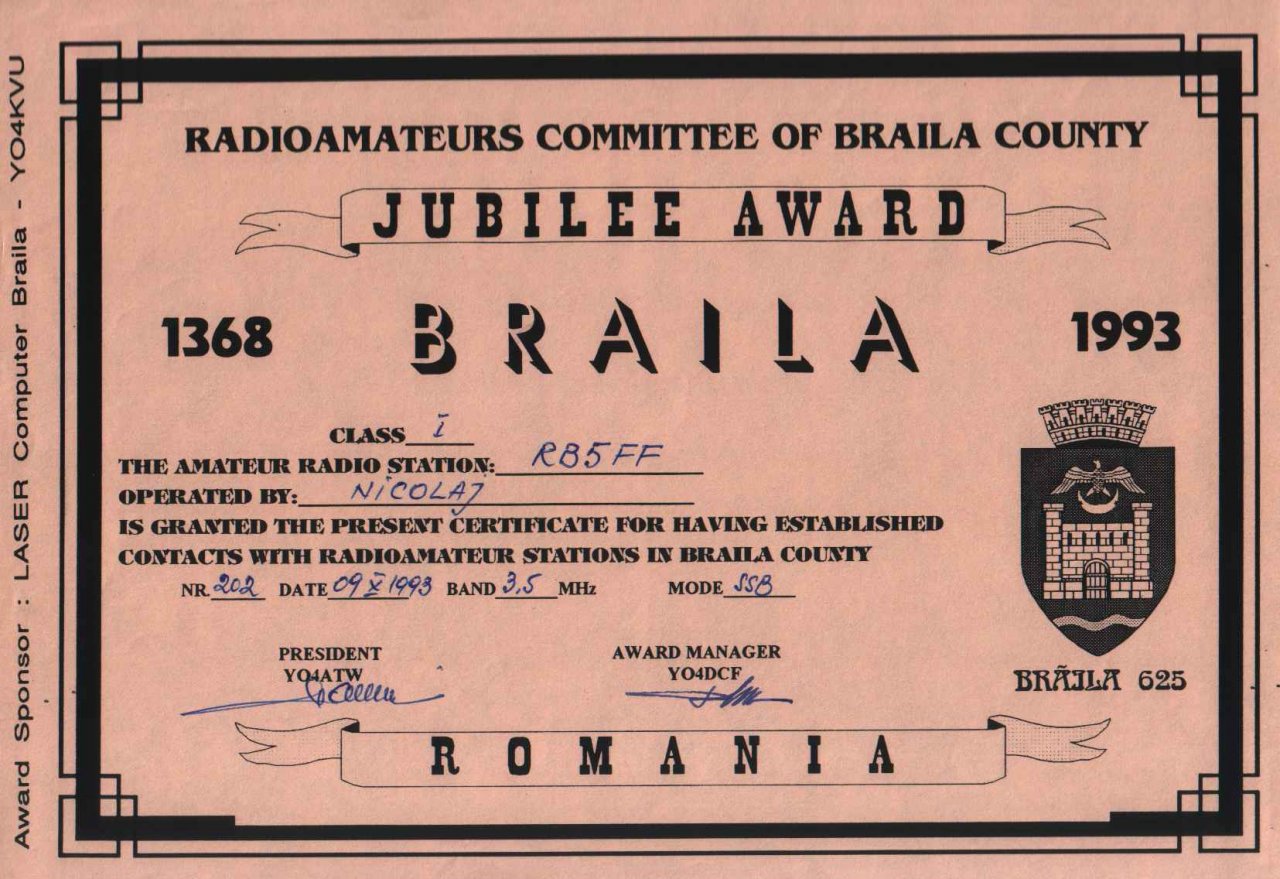 Award Sponsor : LASER Computer Braila - YO4KVU
RADIOAMATEURS COMMITTEE OF BRAILA COUNTY
JUBILEE AWARD
1368 BRAILA 1993
CLASS I
THE AMATEUR RADIO STATION: RB5FF
OPERATED BY: NICOLAJ
IS GRANTED THE PRESENT CERTIFICATE FOR HAVING ESTABLISHED
CONTACTS WITH RADIOAMATEUR STATIONS IN BRAILA COUNTY
NR. 202 DATE 09 X 1993 BAND 3,5 MHz MODE SSB
PRESIDENT AWARD MANAGER
YO4ATW YO4DCF
BRĂILA 625
ROMANIA